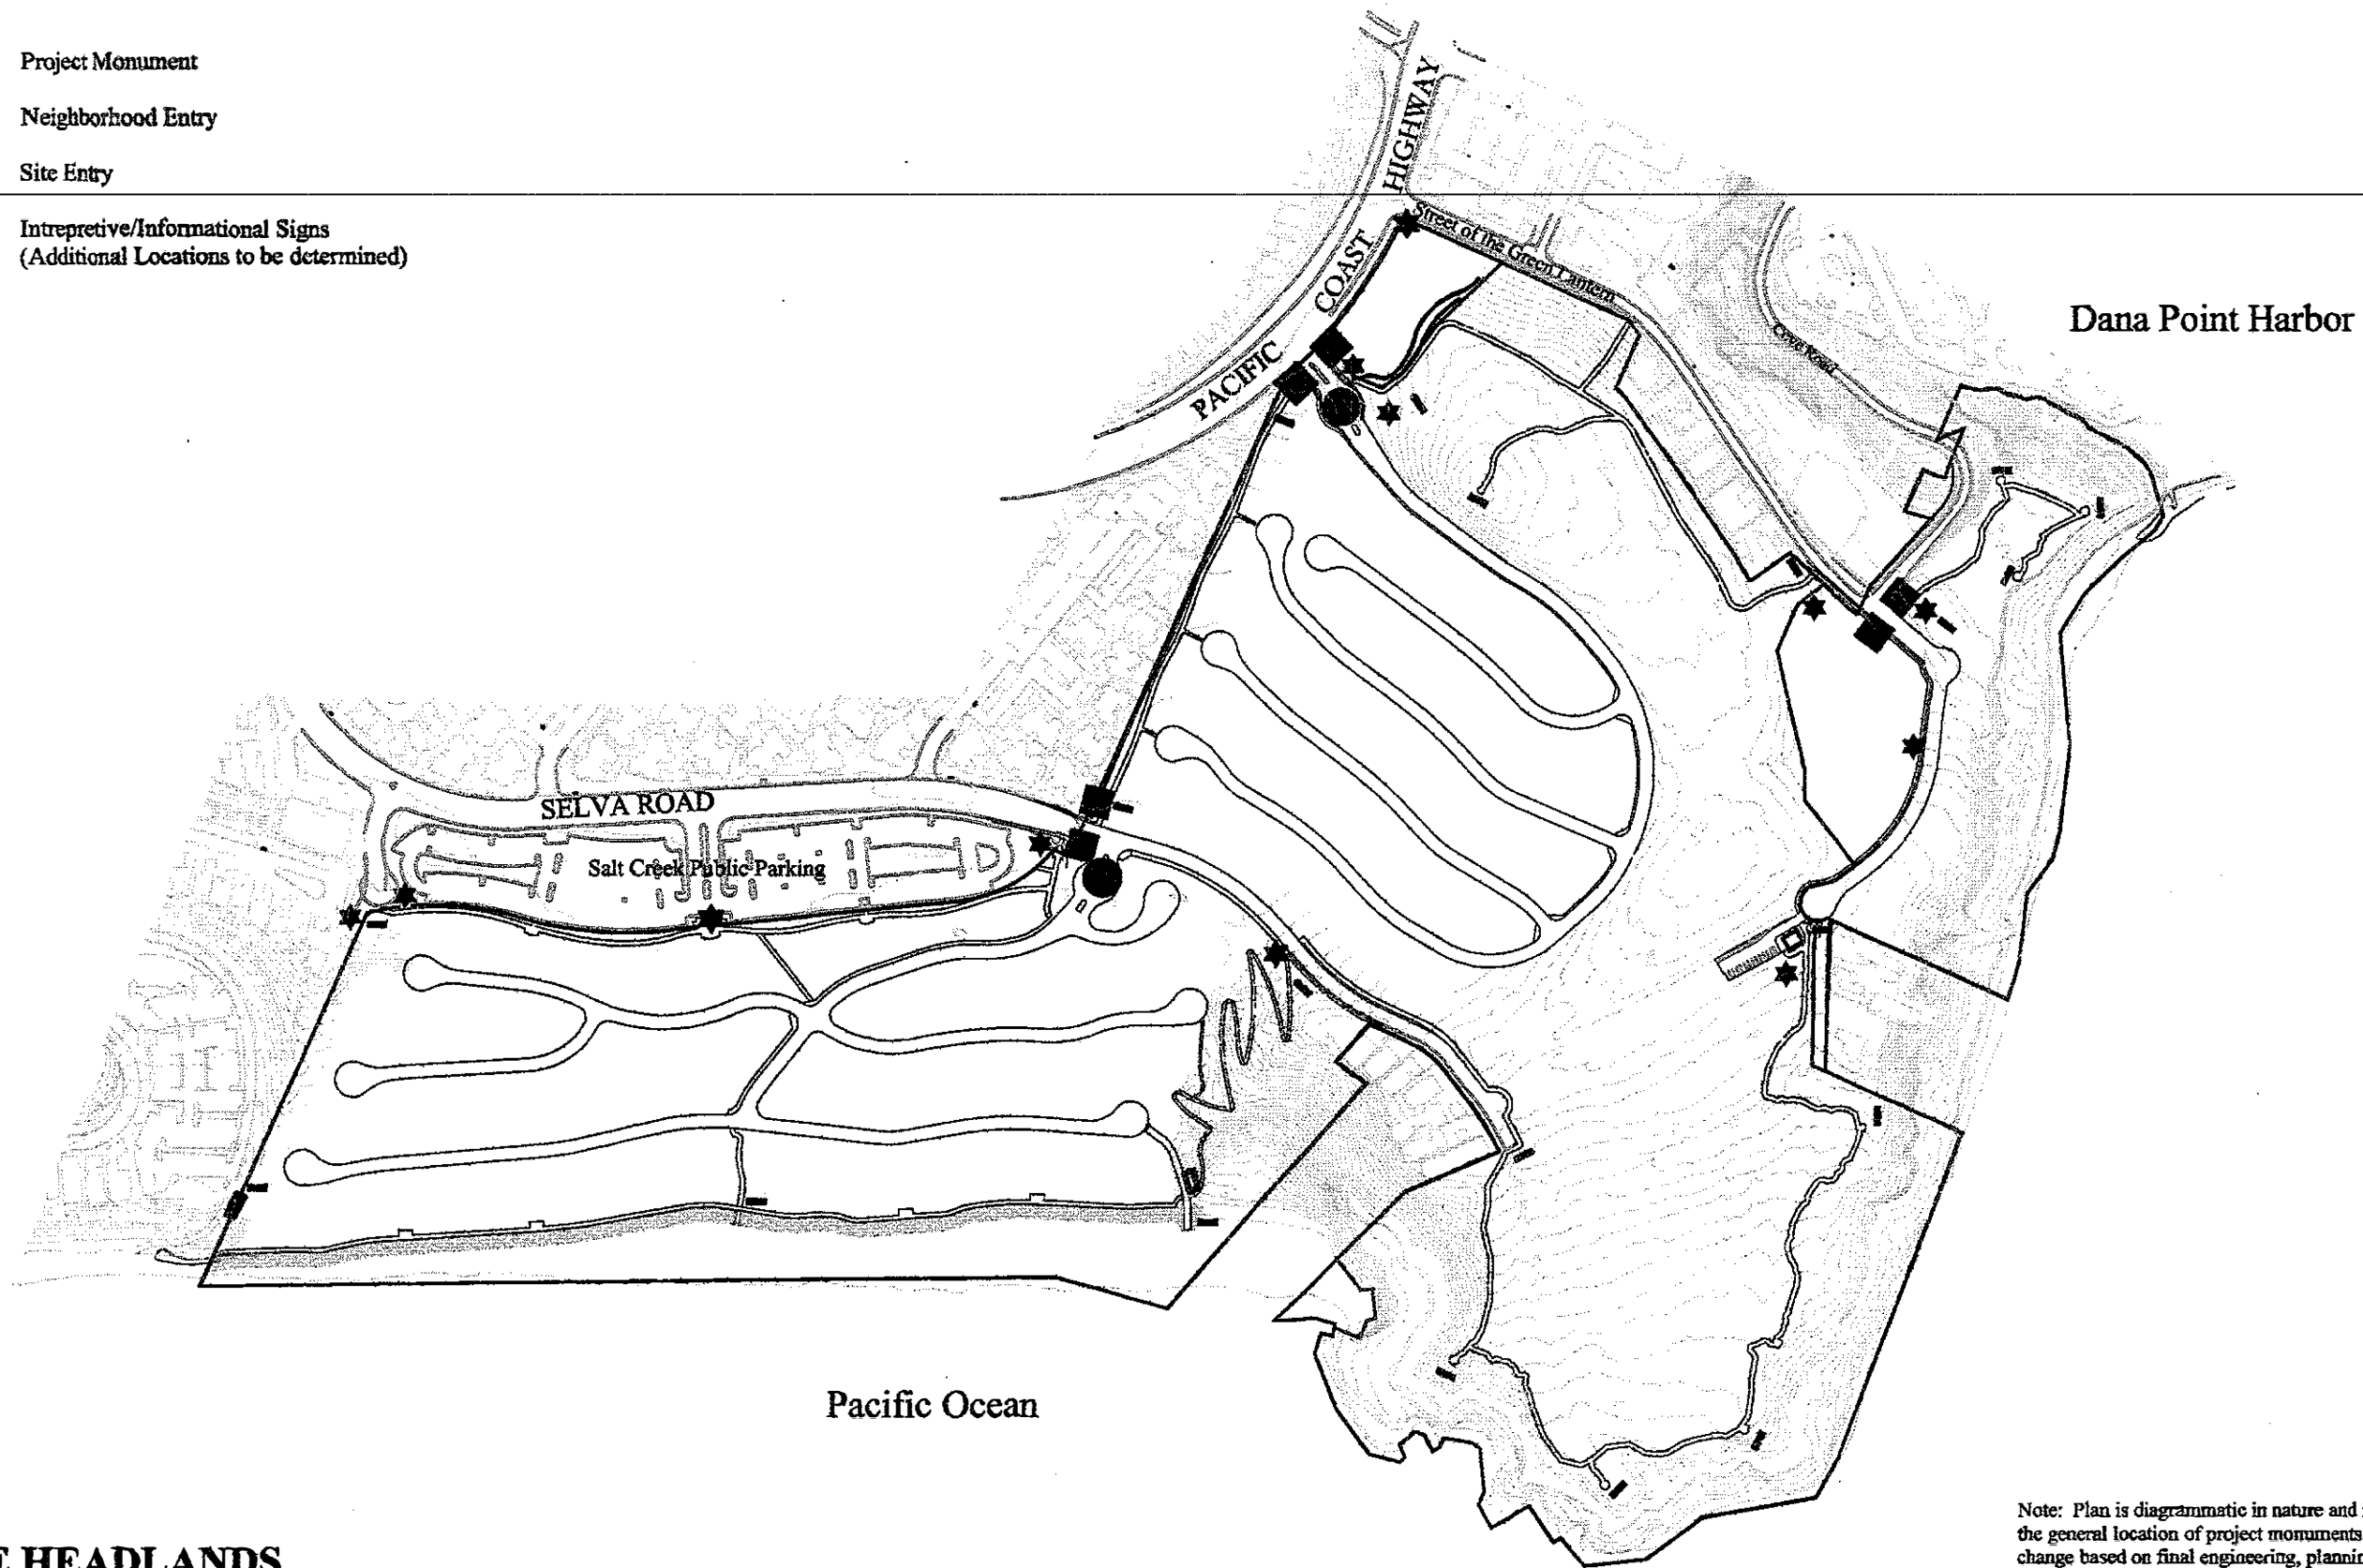 Project Monument
Neighborhood Entry
Site Entry
Intrepretive/Informational Signs
(Additional Locations to be determined)
PACIFIC COAST HIGHWAY
Street of the Green Lantern
Cove Road
Dana Point Harbor
SELVA ROAD
Salt Creek Public Parking
Pacific Ocean
HEADLANDS
Note: Plan is diagrammatic in nature and
the general location of project monuments
change based on final engineering,